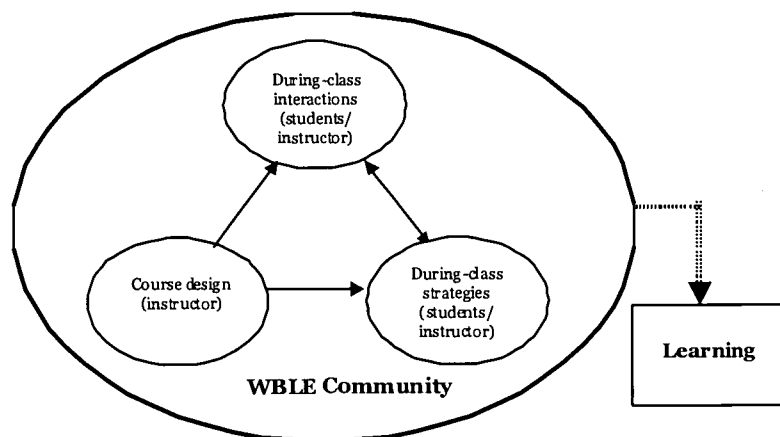 During-class
interactions
(students/
instructor)
Course design
(instructor)
During-class
strategies
(students/
instructor)
WBLE Community
Learning